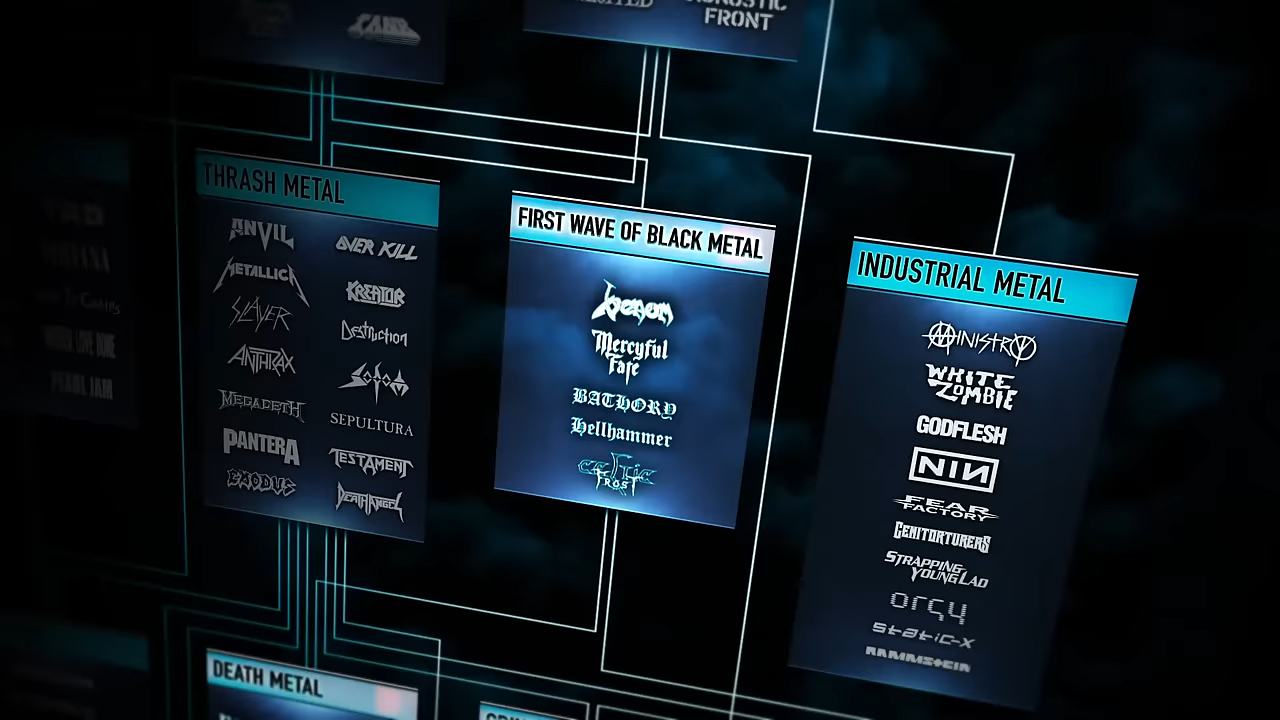 FRONT
THRASH METAL
ANVIL
OVER KILL
METALLICA
KREATOR
SLAYER
DESTRUCTION
ANTHRAX
SODOM
MEGADETH
SEPULTURA
PANTERA
TESTAMENT
EXODUS
DEATH ANGEL
FIRST WAVE OF BLACK METAL
Venom
Mercyful
Fate
BATHORY
Hellhammer
CELTIC
FROST
INDUSTRIAL METAL
MINISTRY
WHITE
ZOMBIE
GODFLESH
NIN
FEAR
FACTORY
GENITORTURERS
STRAPPING
YOUNG LAD
orgy
static-x
RAMMSTEIN
PEARL JAM
DEATH METAL